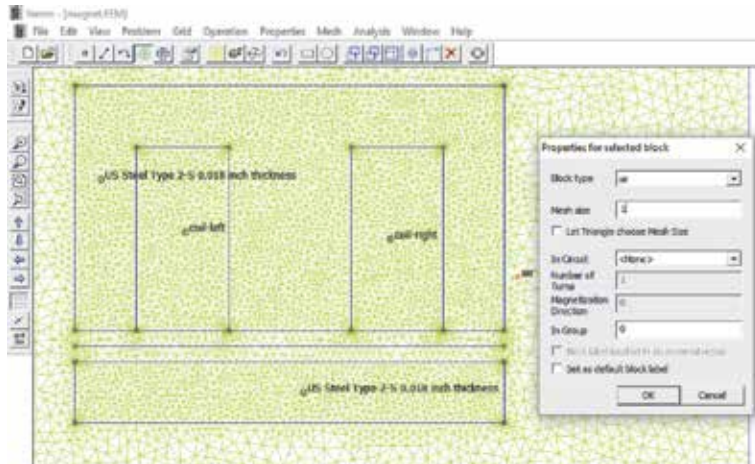 femm - [magnet.FEM]
File Edit View Problem Grid Operation Properties Mesh Analysis Window Help
US Steel Type 2-S 0.018 inch thickness
coil-left
coil-right
air
US Steel Type 2-S 0.018 inch thickness
Properties for selected block
Block type air
Mesh size
Let Triangle choose Mesh Size
In Circuit <None>
Number of Turns 1
Magnetization Direction 0
In Group 0
Set as default block label
OK Cancel